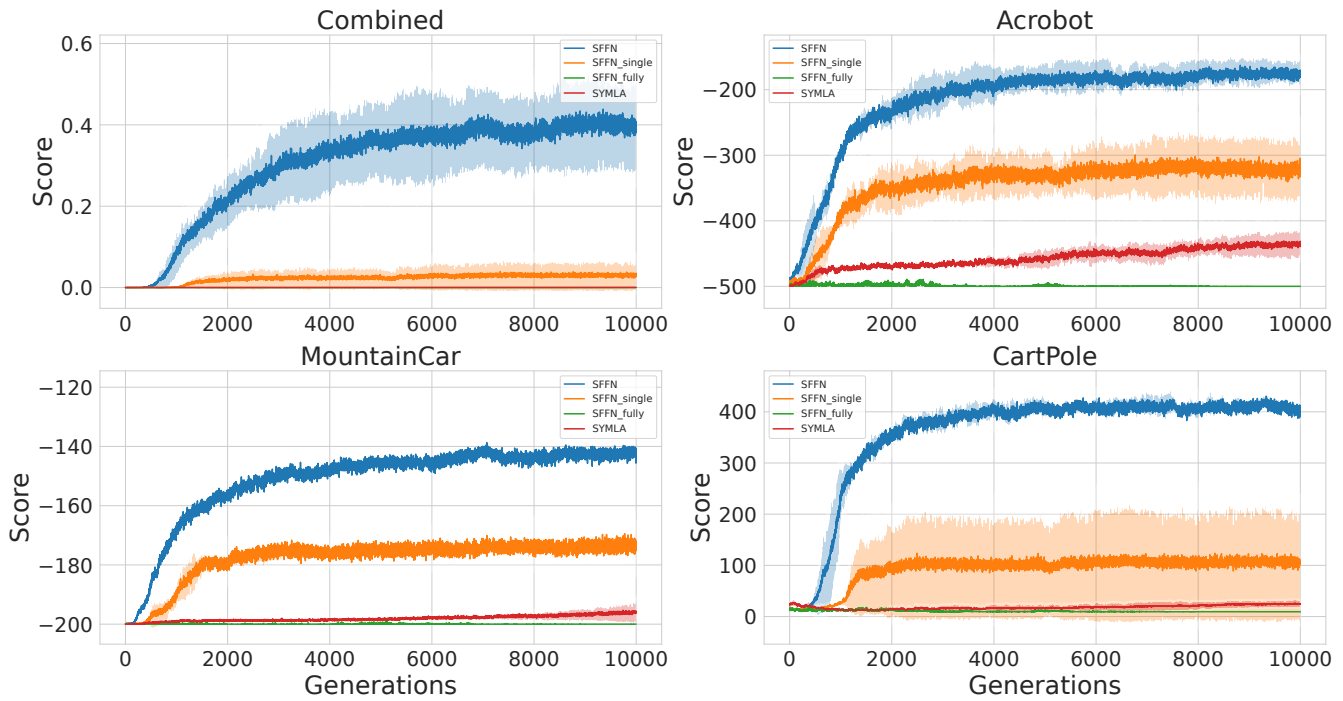 Combined
0.6
0.4
0.2
0.0
Score
0
2000
4000
6000
8000
10000
SFFN
SFFN_single
SFFN_fully
SYMLA
Acrobot
−200
−300
−400
−500
Score
0
2000
4000
6000
8000
10000
SFFN
SFFN_single
SFFN_fully
SYMLA
MountainCar
−120
−140
−160
−180
−200
Score
0
2000
4000
6000
8000
10000
Generations
SFFN
SFFN_single
SFFN_fully
SYMLA
CartPole
400
300
200
100
0
Score
0
2000
4000
6000
8000
10000
Generations
SFFN
SFFN_single
SFFN_fully
SYMLA